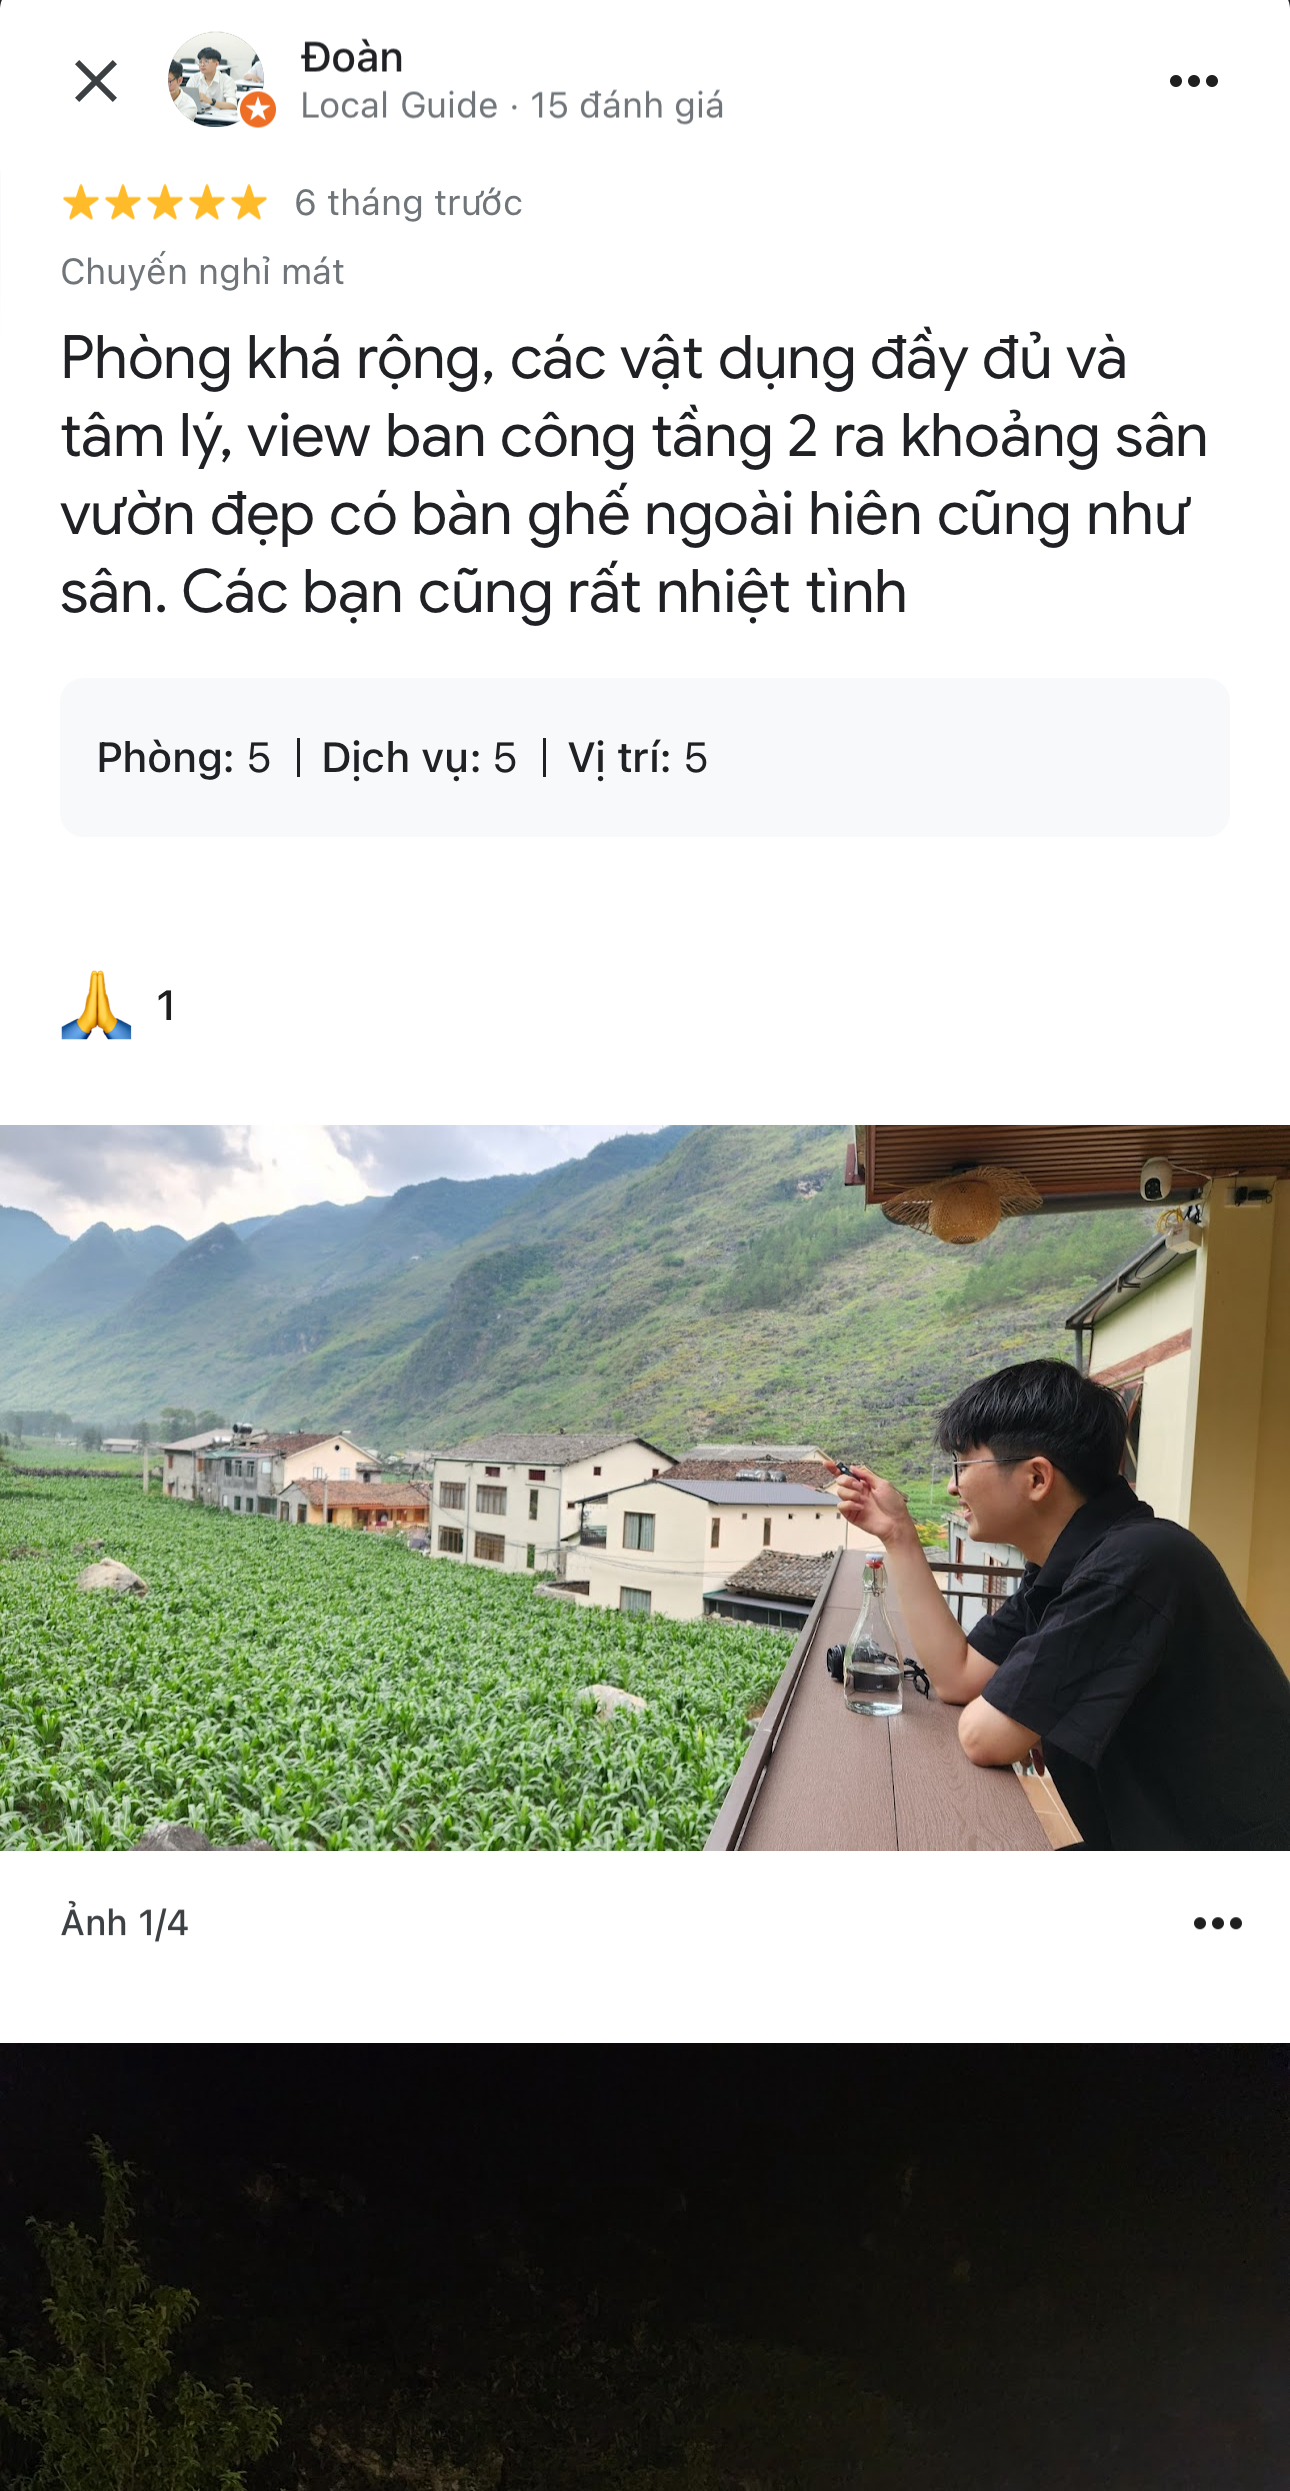 Đoàn
Local Guide · 15 đánh giá
6 tháng trước
Chuyến nghỉ mát
Phòng khá rộng, các vật dụng đầy đủ và
tâm lý, view ban công tầng 2 ra khoảng sân
vườn đẹp có bàn ghế ngoài hiên cũng như
sân. Các bạn cũng rất nhiệt tình
Phòng: 5 | Dịch vụ: 5 | Vị trí: 5
1
Ảnh 1/4